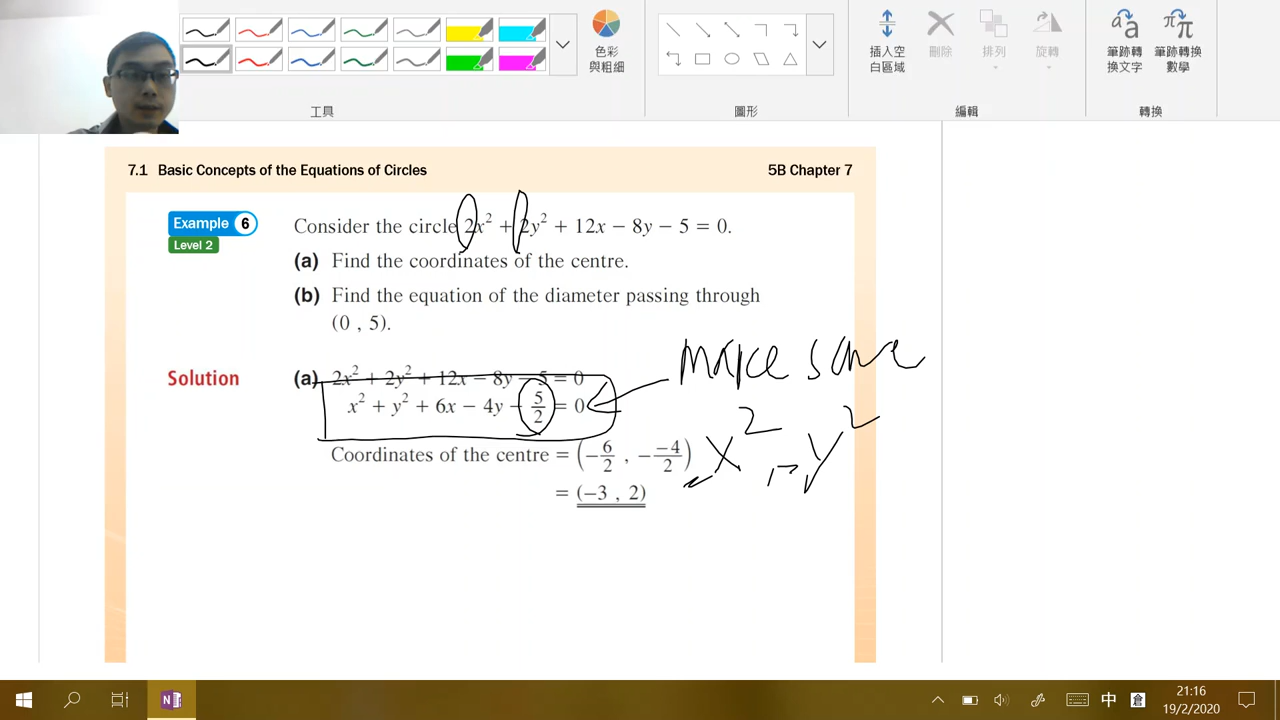 色彩
與粗細
插入空
白區域
刪除
排列
旋轉
筆跡轉
換文字
筆跡轉換
數學
工具
圖形
編輯
轉換
7.1 Basic Concepts of the Equations of Circles
5B Chapter 7
Example 6
Level 2
Consider the circle 2x² + 2y² + 12x − 8y − 5 = 0.
(a) Find the coordinates of the centre.
(b) Find the equation of the diameter passing through
(0 , 5).
Solution
(a) 2x² + 2y² + 12x − 8y − 5 = 0
x² + y² + 6x − 4y − 5/2 = 0
make sure
Coordinates of the centre = (−6/2 , −−4/2)
x², y²
= (−3 , 2)
中
倉
21:16
19/2/2020